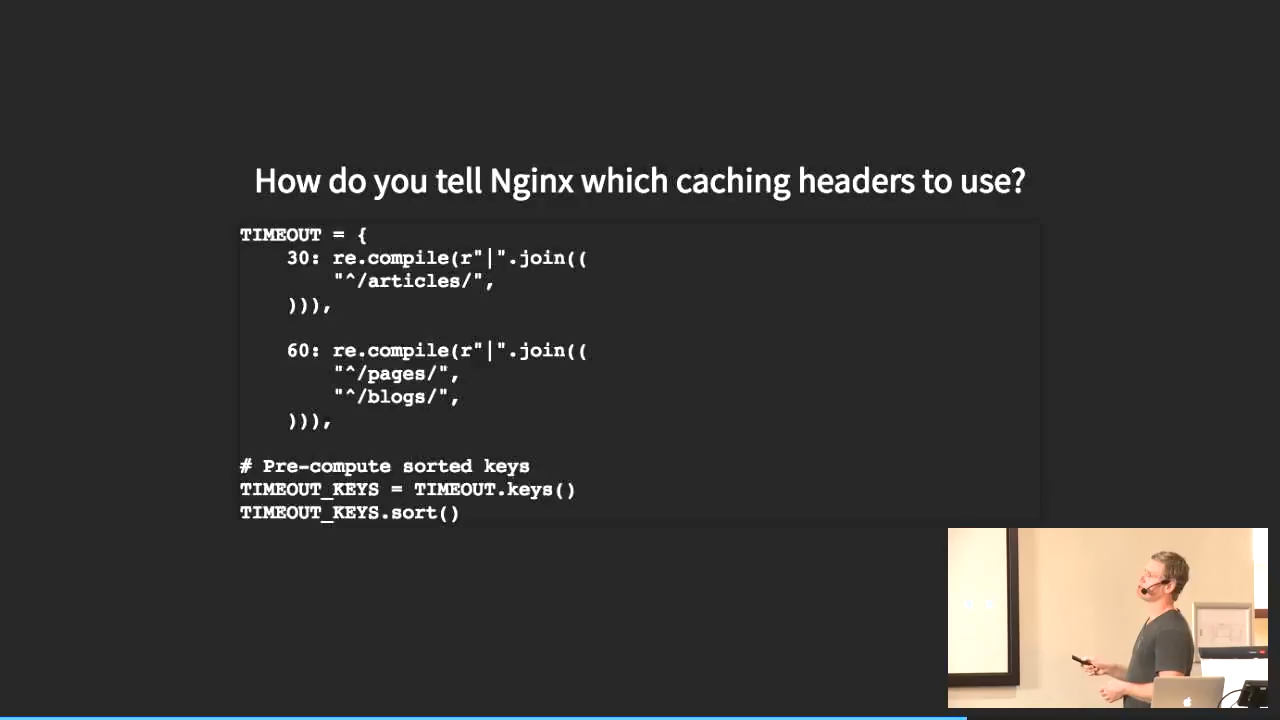 How do you tell Nginx which caching headers to use?
TIMEOUT = {
    30: re.compile(r"|".join((
        "^/articles/",
    ))),

    60: re.compile(r"|".join((
        "^/pages/",
        "^/blogs/",
    ))),

# Pre-compute sorted keys
TIMEOUT_KEYS = TIMEOUT.keys()
TIMEOUT_KEYS.sort()